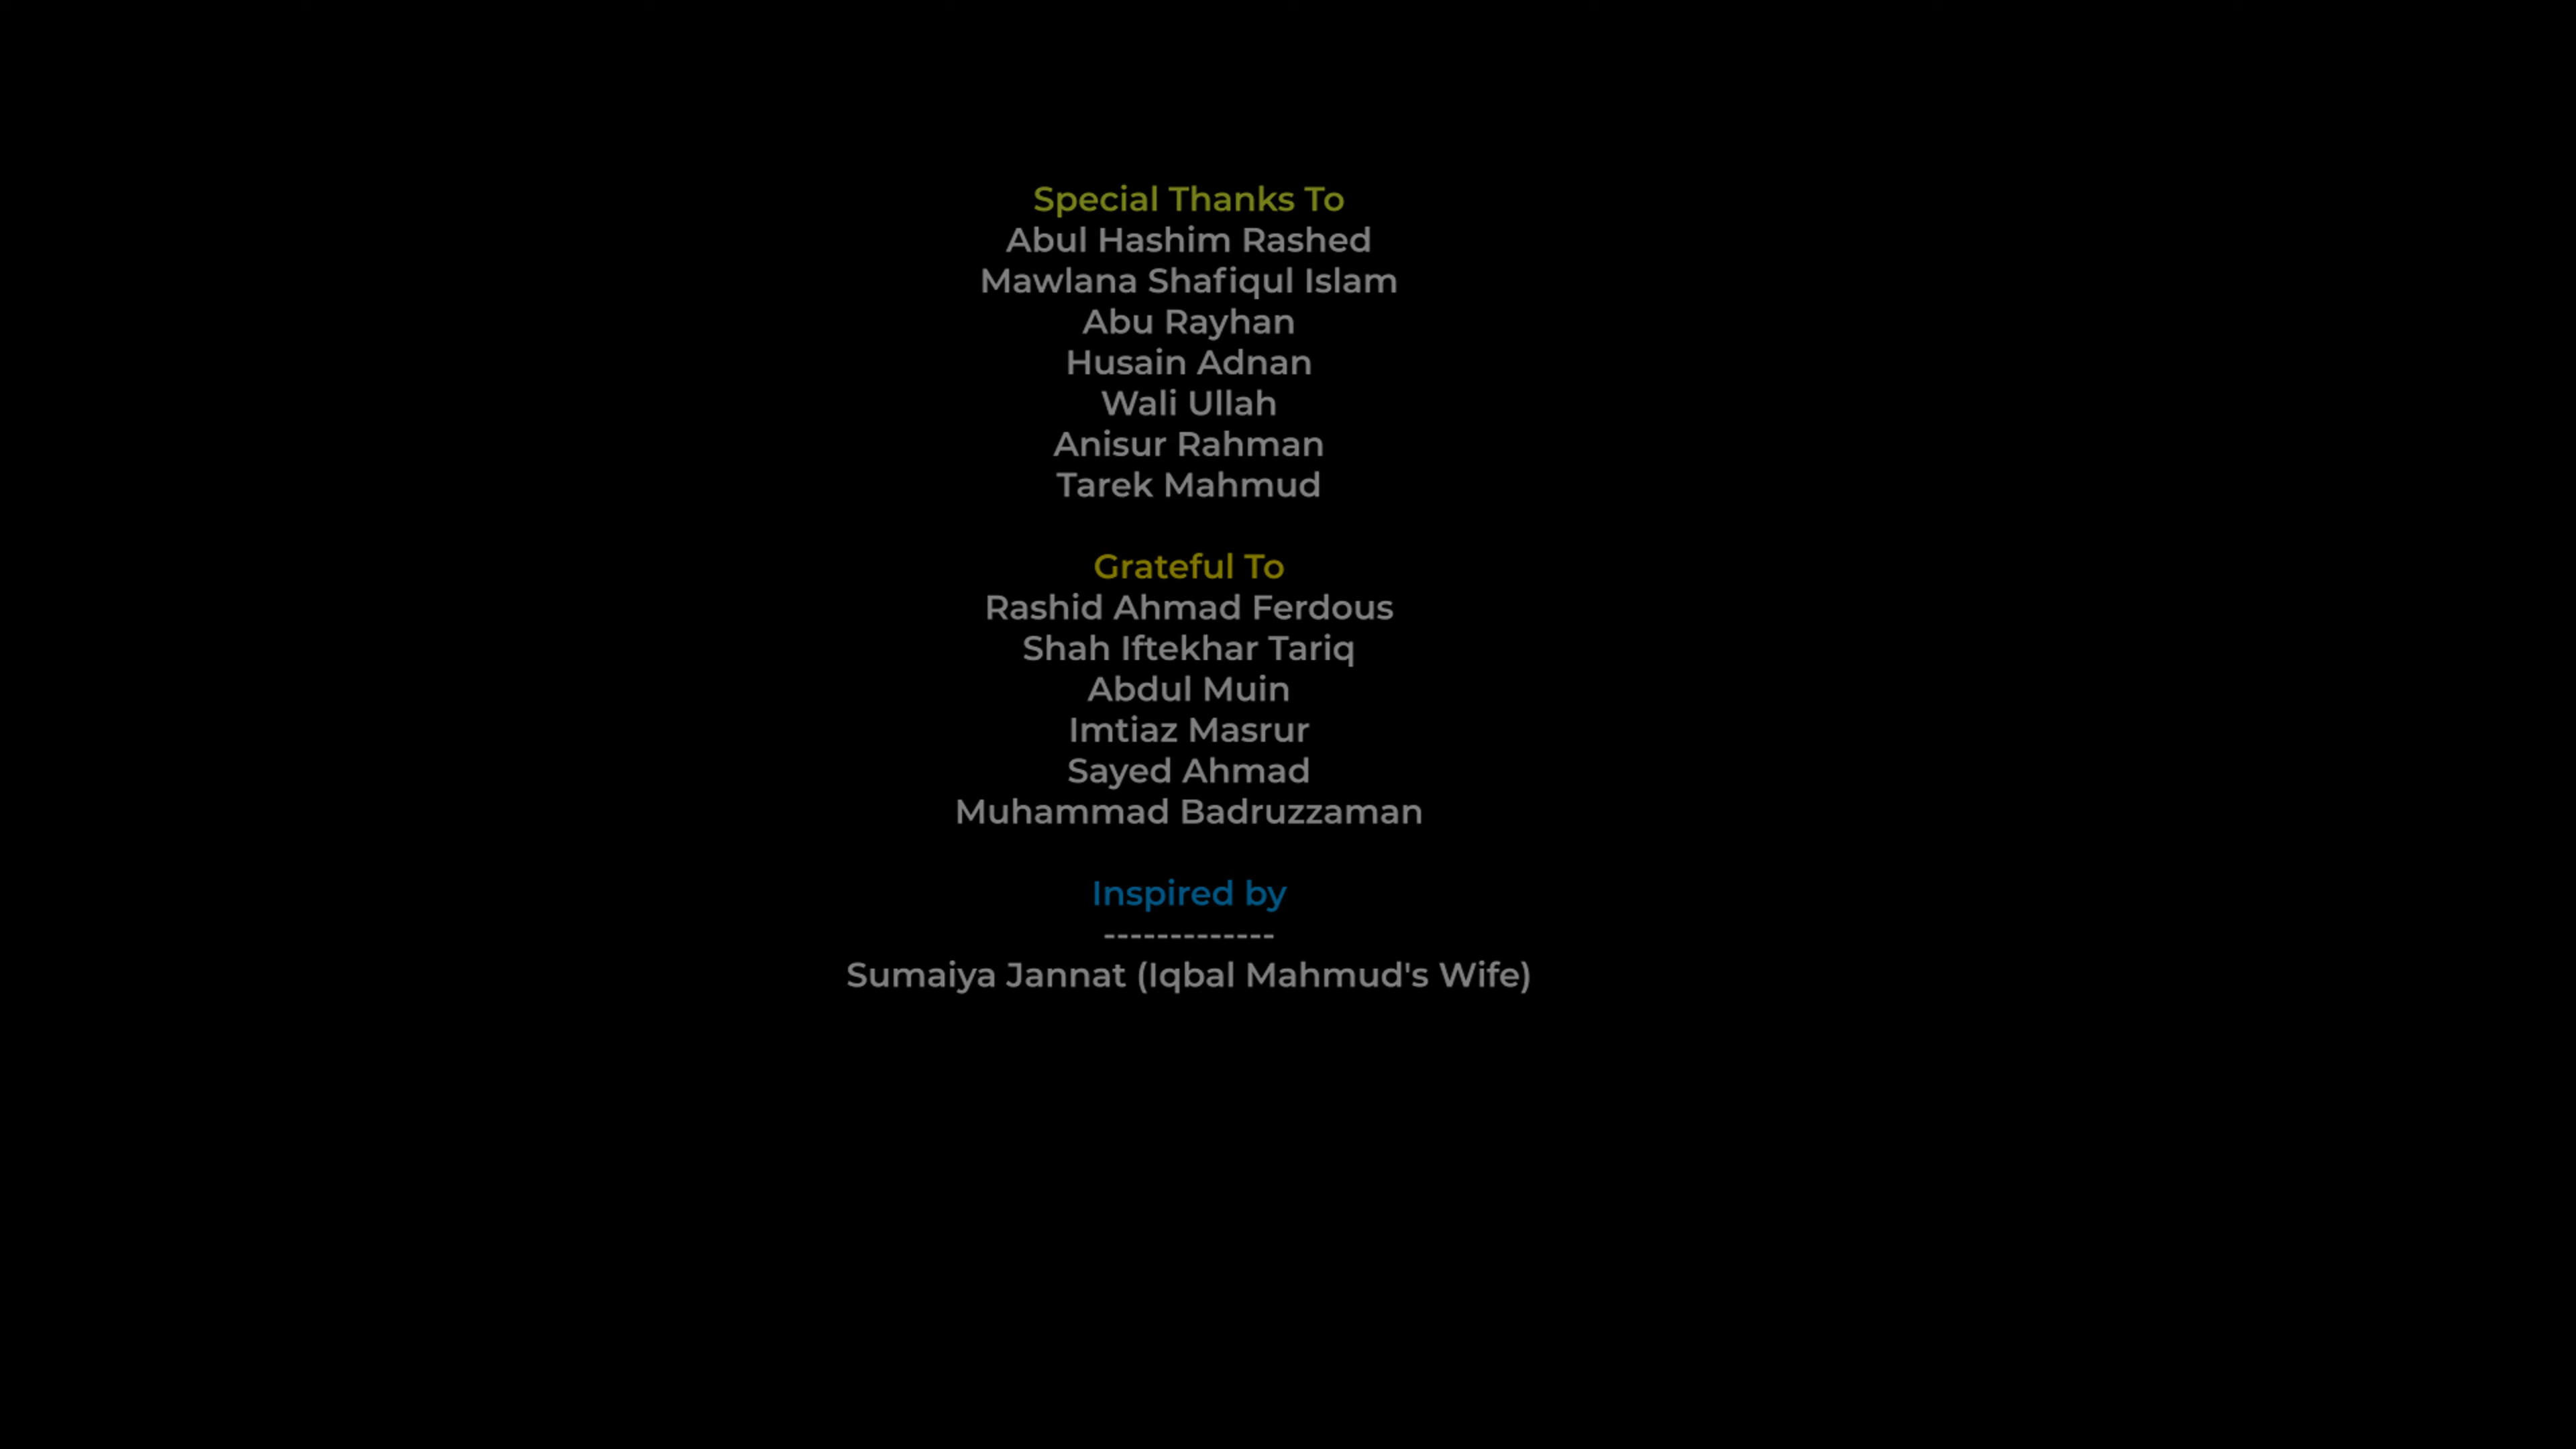 Special Thanks To
Abul Hashim Rashed
Mawlana Shafiqul Islam
Abu Rayhan
Husain Adnan
Wali Ullah
Anisur Rahman
Tarek Mahmud
Grateful To
Rashid Ahmad Ferdous
Shah Iftekhar Tariq
Abdul Muin
Imtiaz Masrur
Sayed Ahmad
Muhammad Badruzzaman
Inspired by
-------------
Sumaiya Jannat (Iqbal Mahmud's Wife)